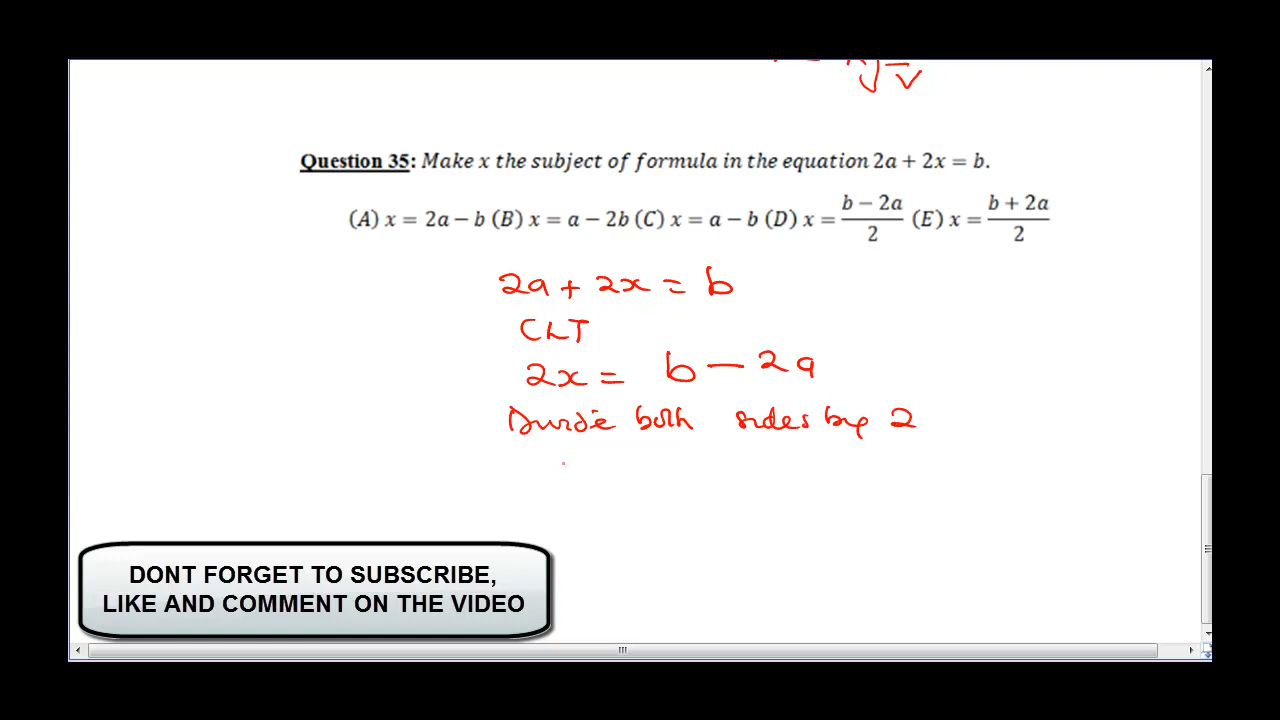 Question 35: Make x the subject of formula in the equation 2a + 2x = b.
(A) x = 2a − b (B) x = a − 2b (C) x = a − b (D) x = (b − 2a)/2 (E) x = (b + 2a)/2
2a + 2x = b
CLT
2x = b − 2a
Divide both sides by 2
DONT FORGET TO SUBSCRIBE,
LIKE AND COMMENT ON THE VIDEO